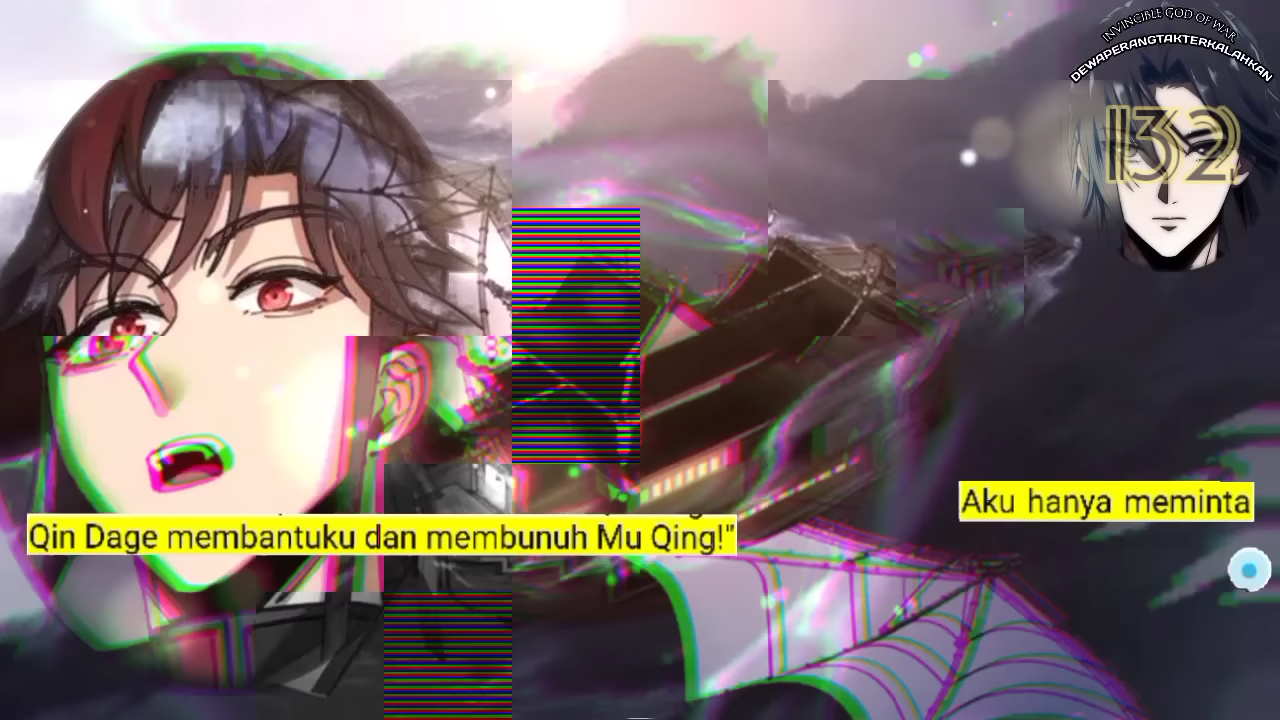 INVINCIBLE GOD OF WAR
DEWAPERANGTAKTERKALAHKAN
132
Aku hanya meminta
Qin Dage membantuku dan membunuh Mu Qing!"